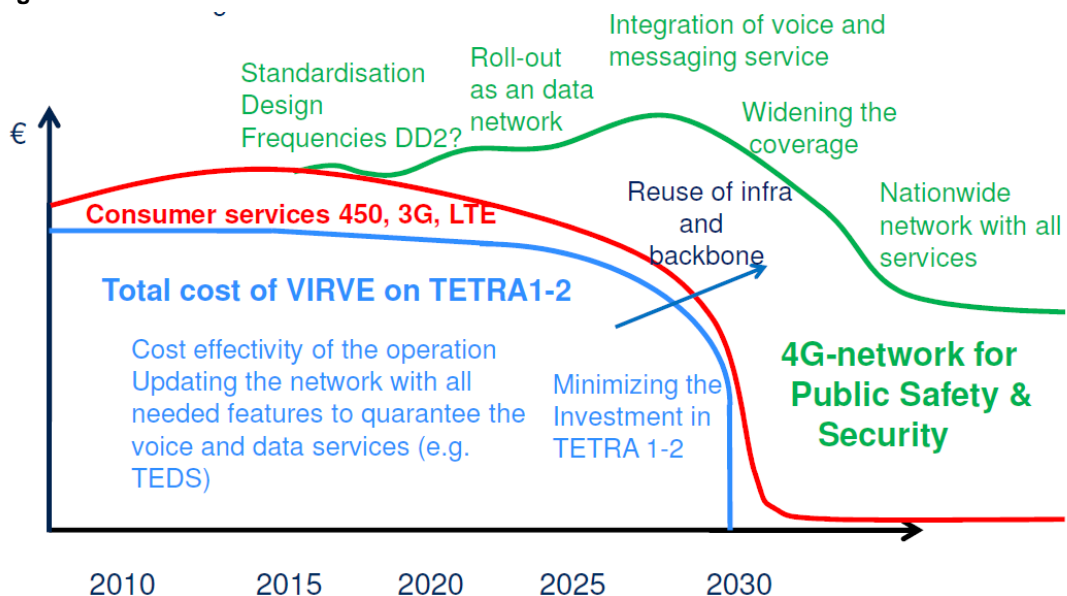 Integration of voice and
messaging service
Roll-out
as an data
network
Standardisation
Design
Frequencies DD2?
Widening the
coverage
€
Reuse of infra
and
backbone
Nationwide
network with all
services
Consumer services 450, 3G, LTE
Total cost of VIRVE on TETRA1-2
Cost effectivity of the operation
Updating the network with all
needed features to quarantee the
voice and data services (e.g.
TEDS)
Minimizing the
Investment in
TETRA 1-2
4G-network for
Public Safety &
Security
2010 2015 2020 2025 2030